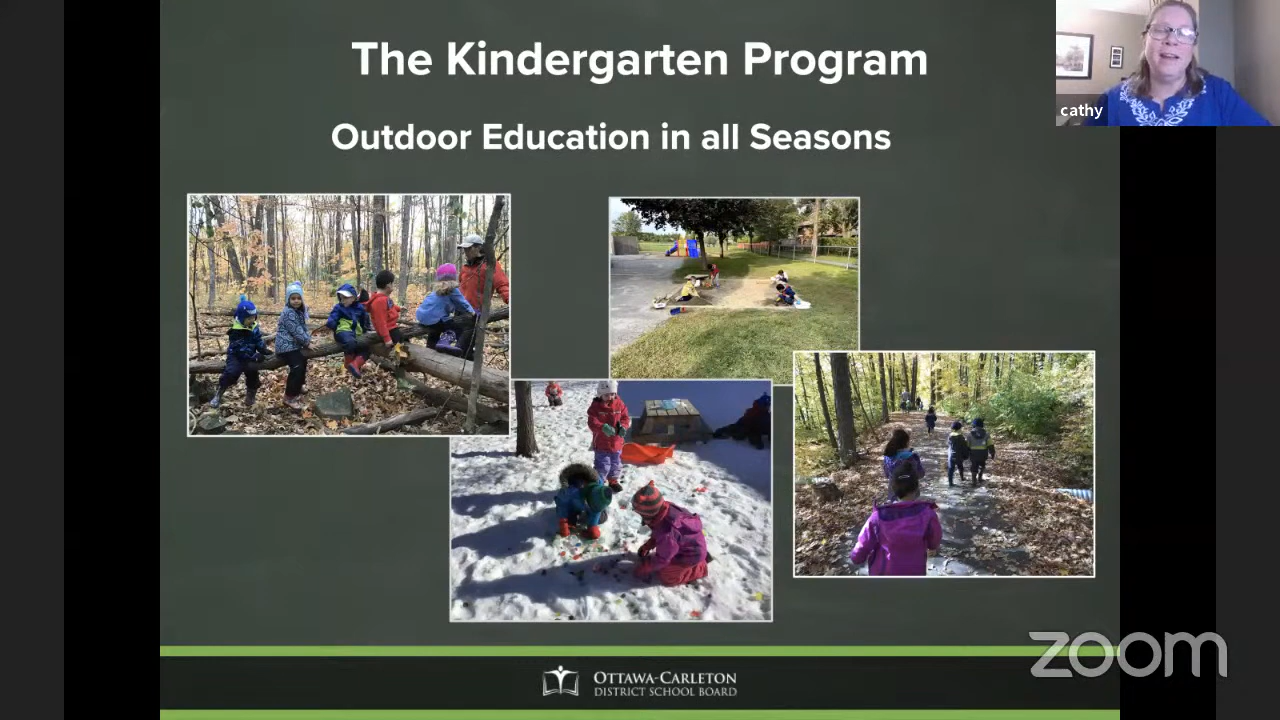 The Kindergarten Program
cathy
Outdoor Education in all Seasons
zoom
OTTAWA-CARLETON
DISTRICT SCHOOL BOARD